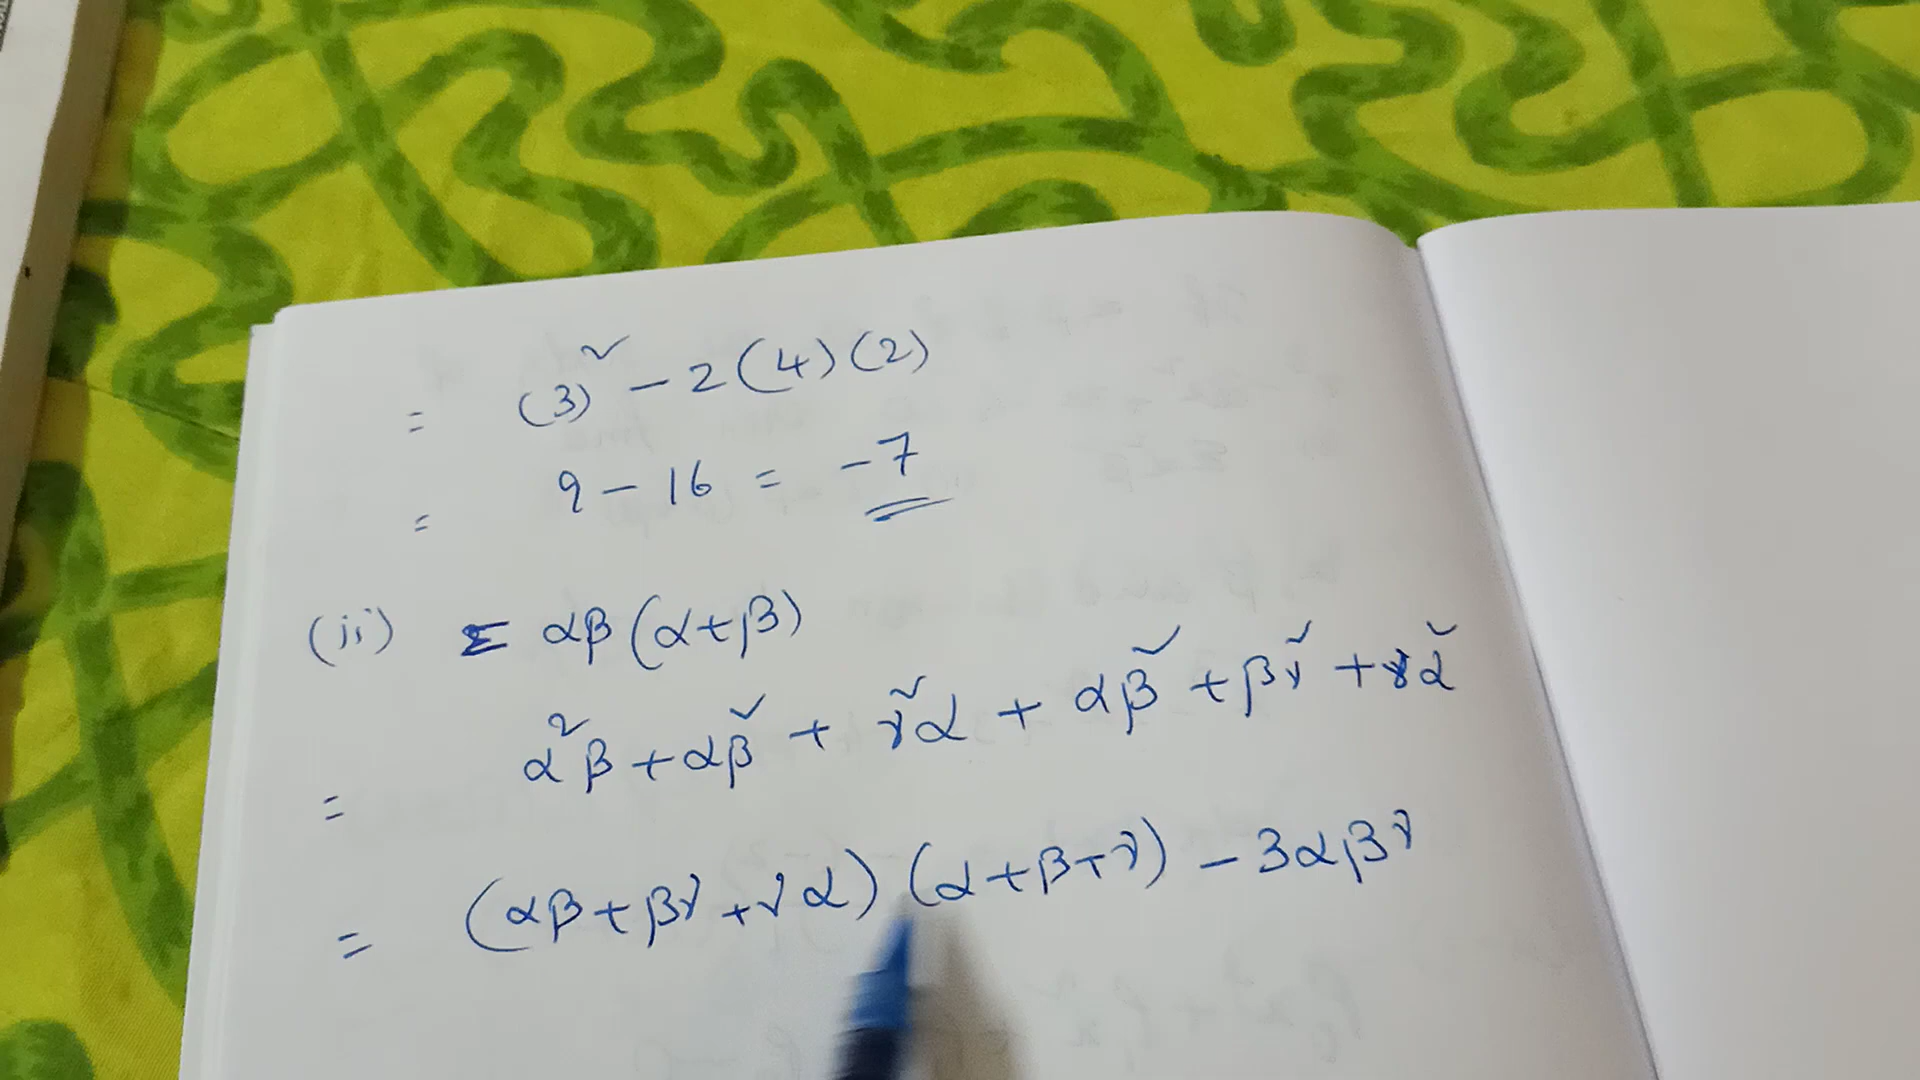 = (3)² - 2(4)(2)
= 9 - 16 = -7
(ii) Σ αβ(α+β)
= α²β + αβ² + γ²α + αβ² + βγ² + γα²
= (αβ + βγ + γα)(α+β+γ) - 3αβγ